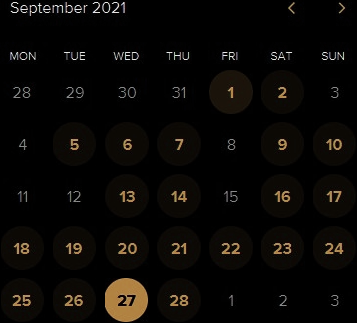 September 2021
MON TUE WED THU FRI SAT SUN
28 29 30 31 1 2 3
4 5 6 7 8 9 10
11 12 13 14 15 16 17
18 19 20 21 22 23 24
25 26 27 28 1 2 3